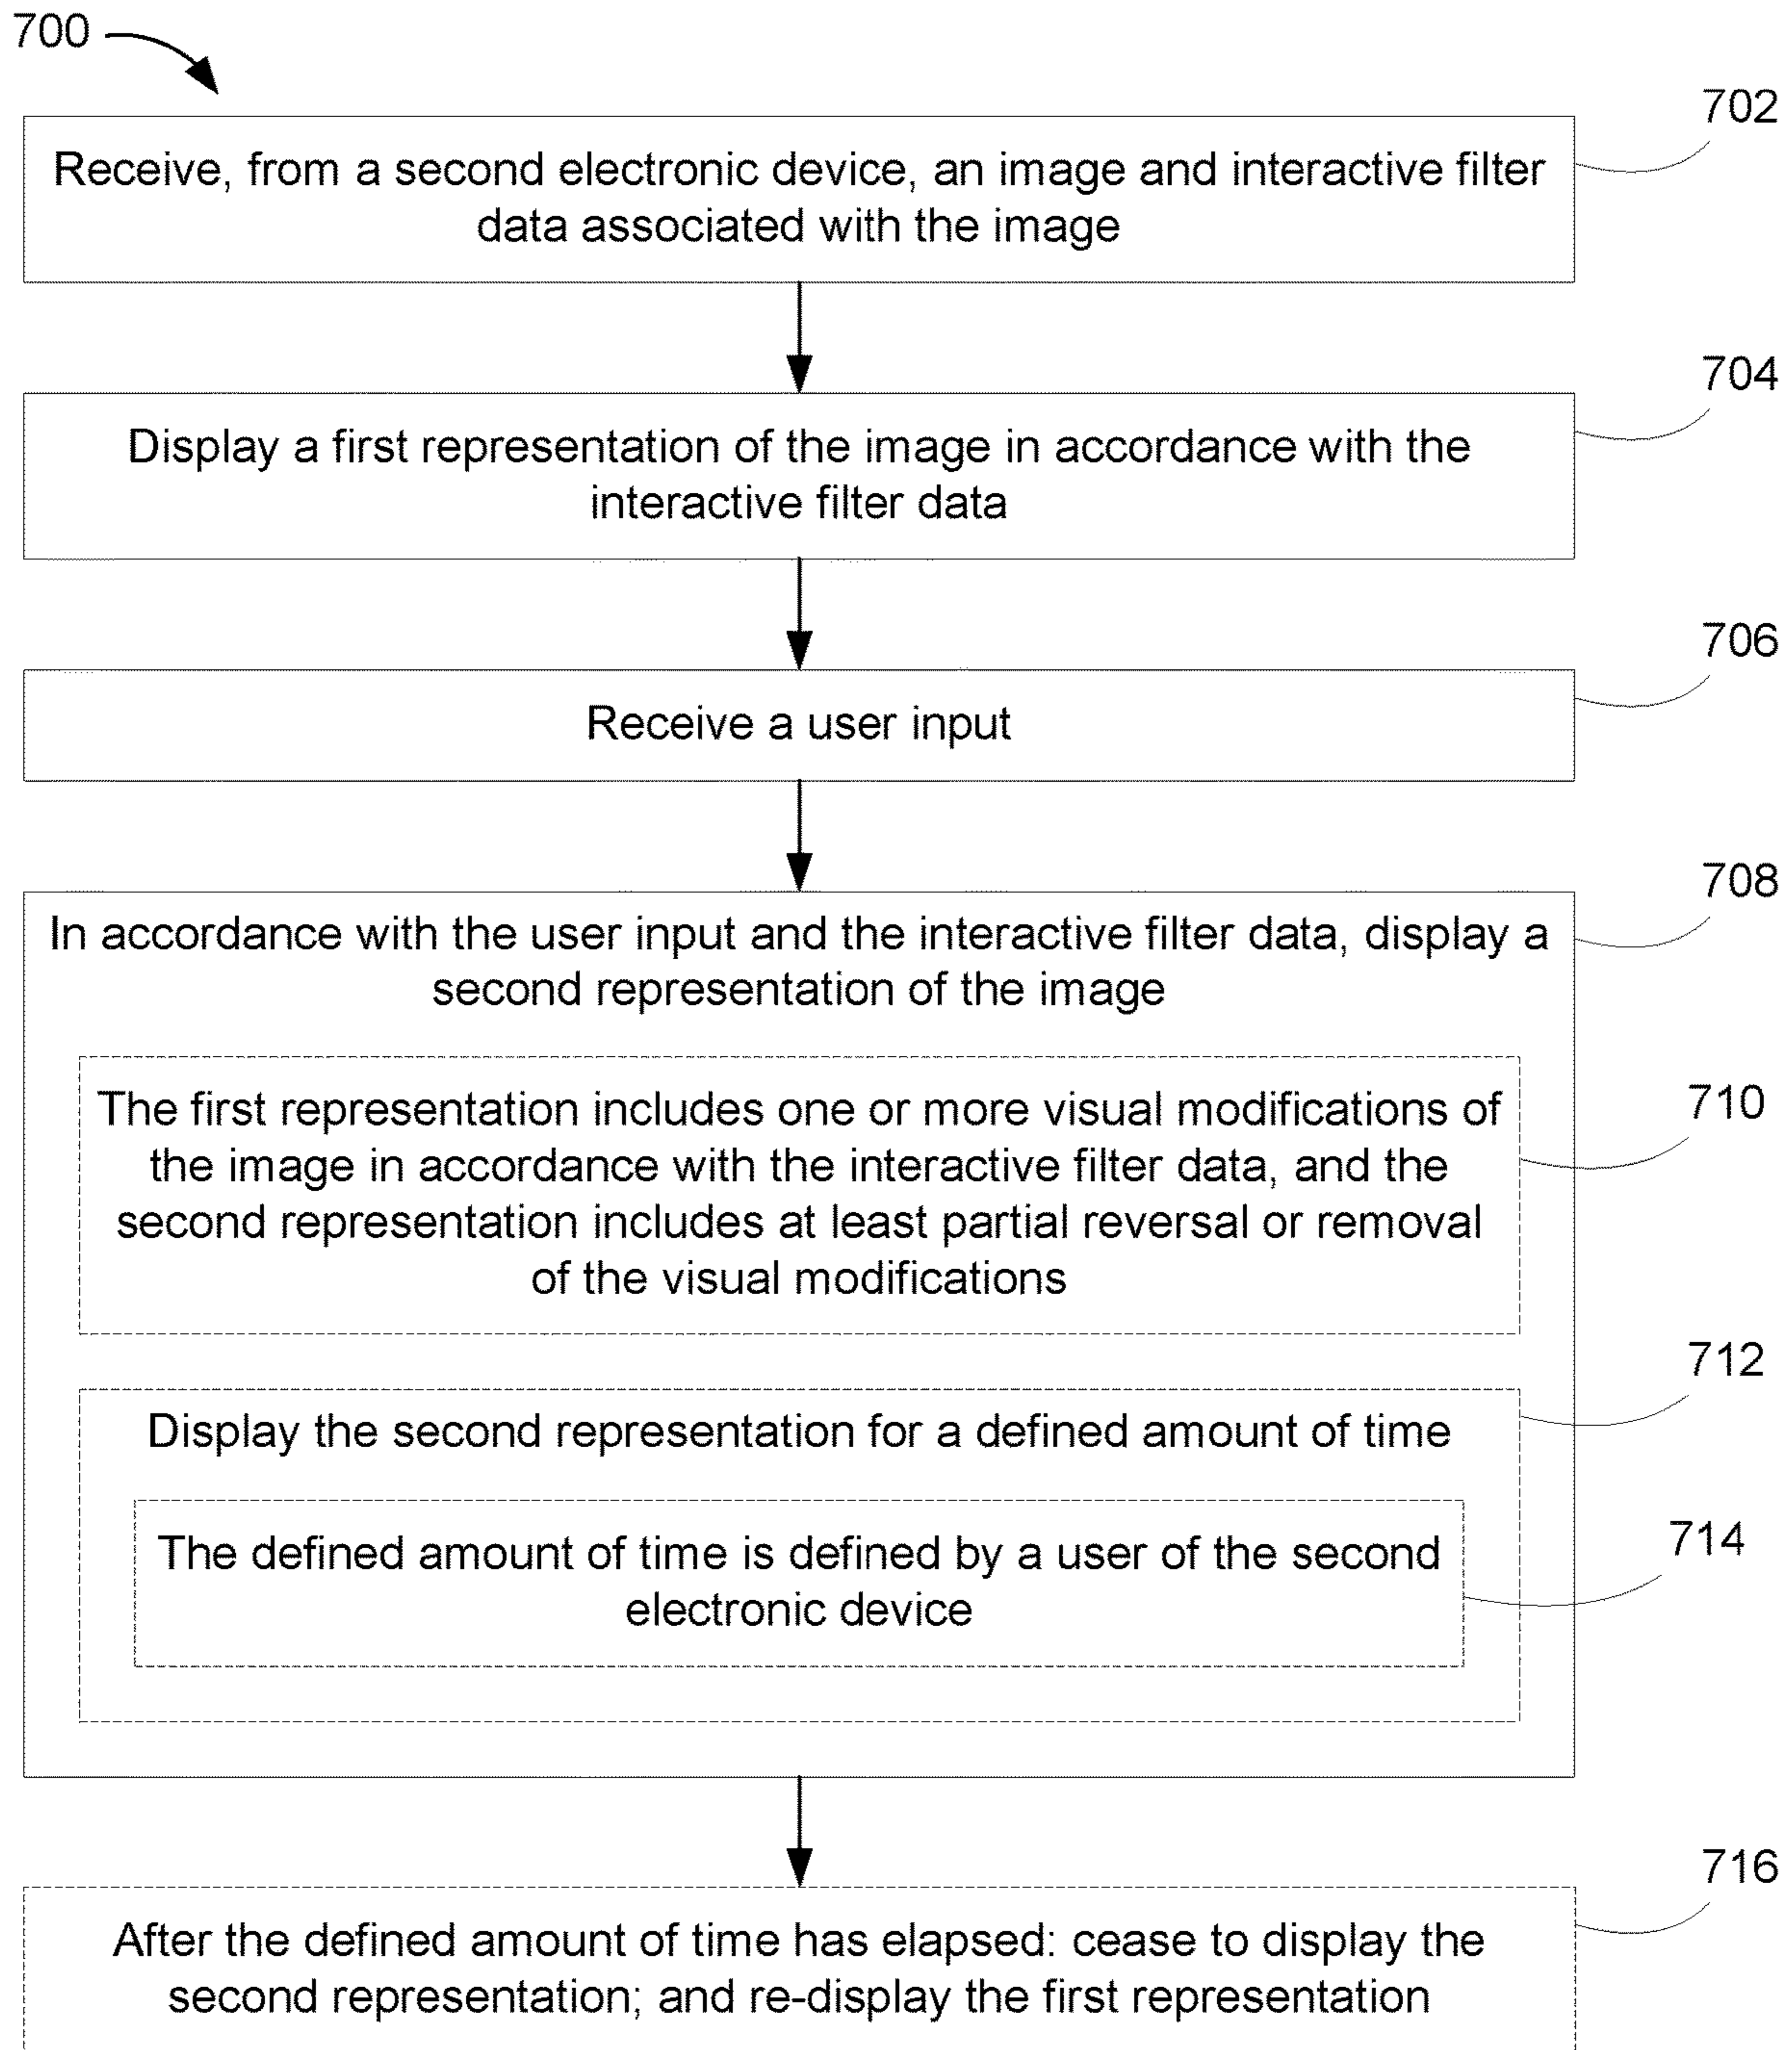 700
702
Receive, from a second electronic device, an image and interactive filter
data associated with the image
704
Display a first representation of the image in accordance with the
interactive filter data
706
Receive a user input
708
In accordance with the user input and the interactive filter data, display a
second representation of the image
710
The first representation includes one or more visual modifications of
the image in accordance with the interactive filter data, and the
second representation includes at least partial reversal or removal
of the visual modifications
712
Display the second representation for a defined amount of time
714
The defined amount of time is defined by a user of the second
electronic device
716
After the defined amount of time has elapsed: cease to display the
second representation; and re-display the first representation